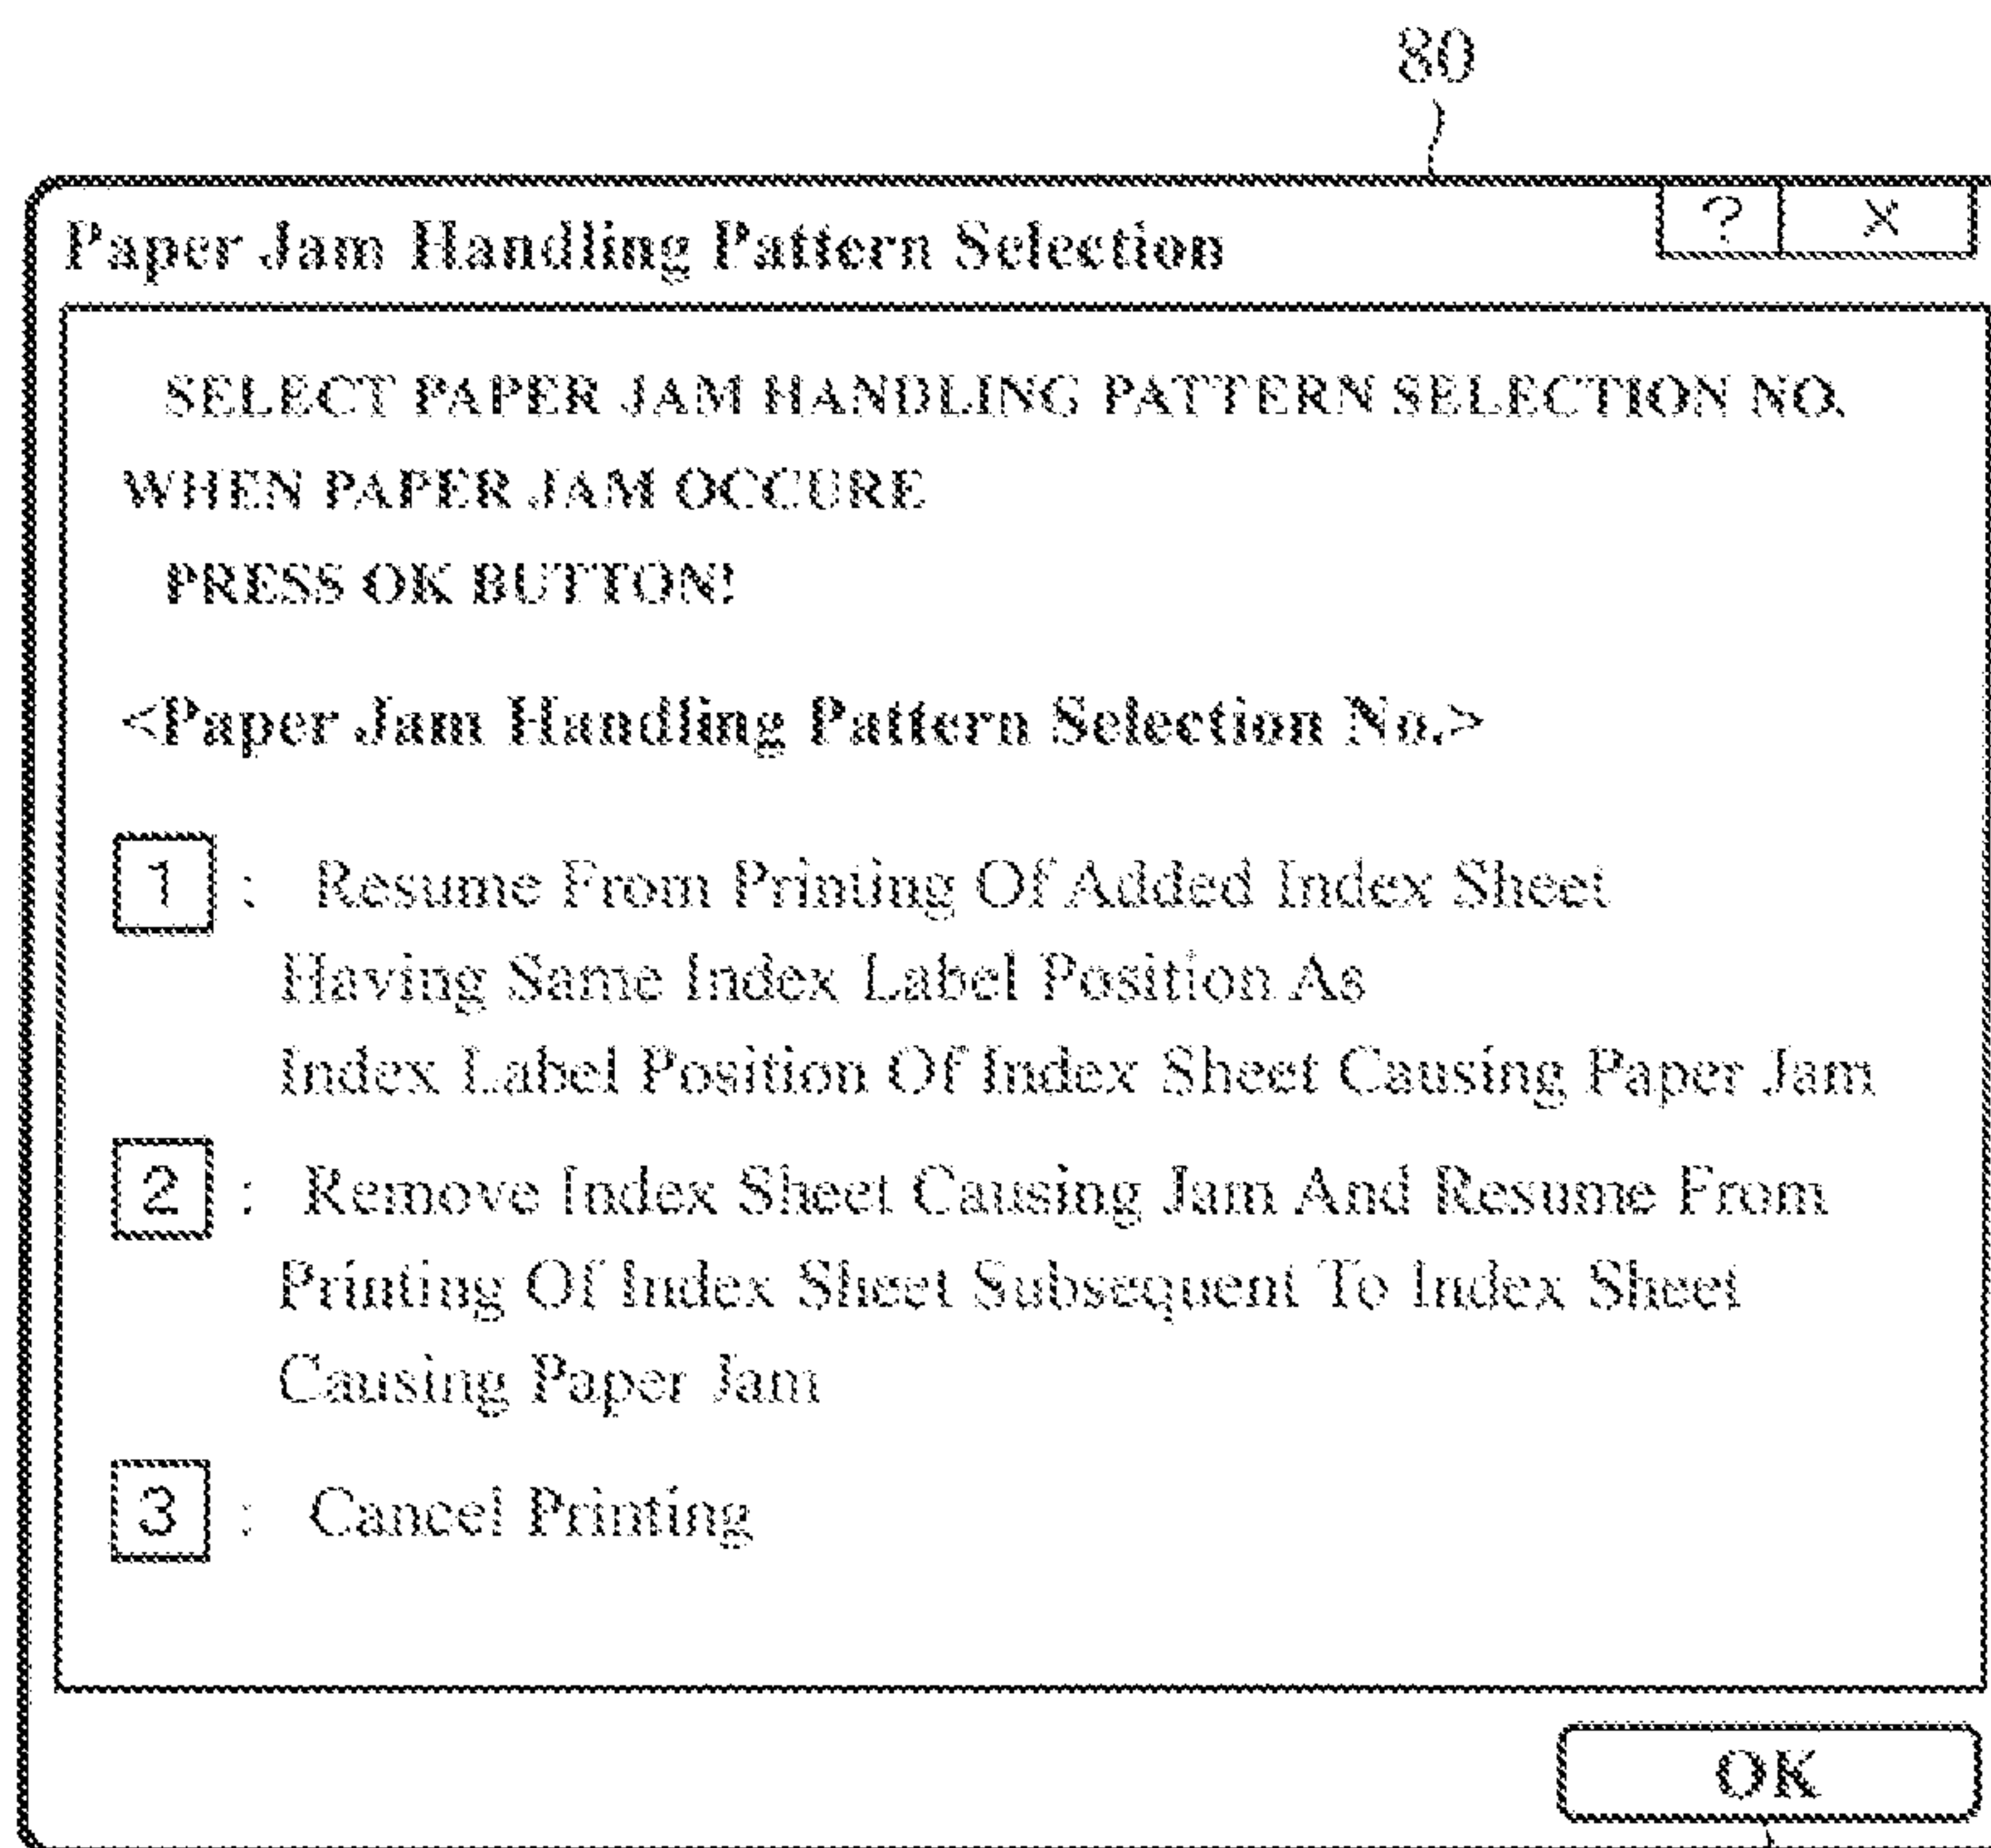 80
Paper Jam Handling Pattern Selection ? X
SELECT PAPER JAM HANDLING PATTERN SELECTION NO.
WHEN PAPER JAM OCCURE
PRESS OK BUTTON!
<Paper Jam Handling Pattern Selection No.>
1 : Resume From Printing Of Added Index Sheet
Having Same Index Label Position As
Index Label Position Of Index Sheet Causing Paper Jam
2 : Remove Index Sheet Causing Jam And Resume From
Printing Of Index Sheet Subsequent To Index Sheet
Causing Paper Jam
3 : Cancel Printing
OK